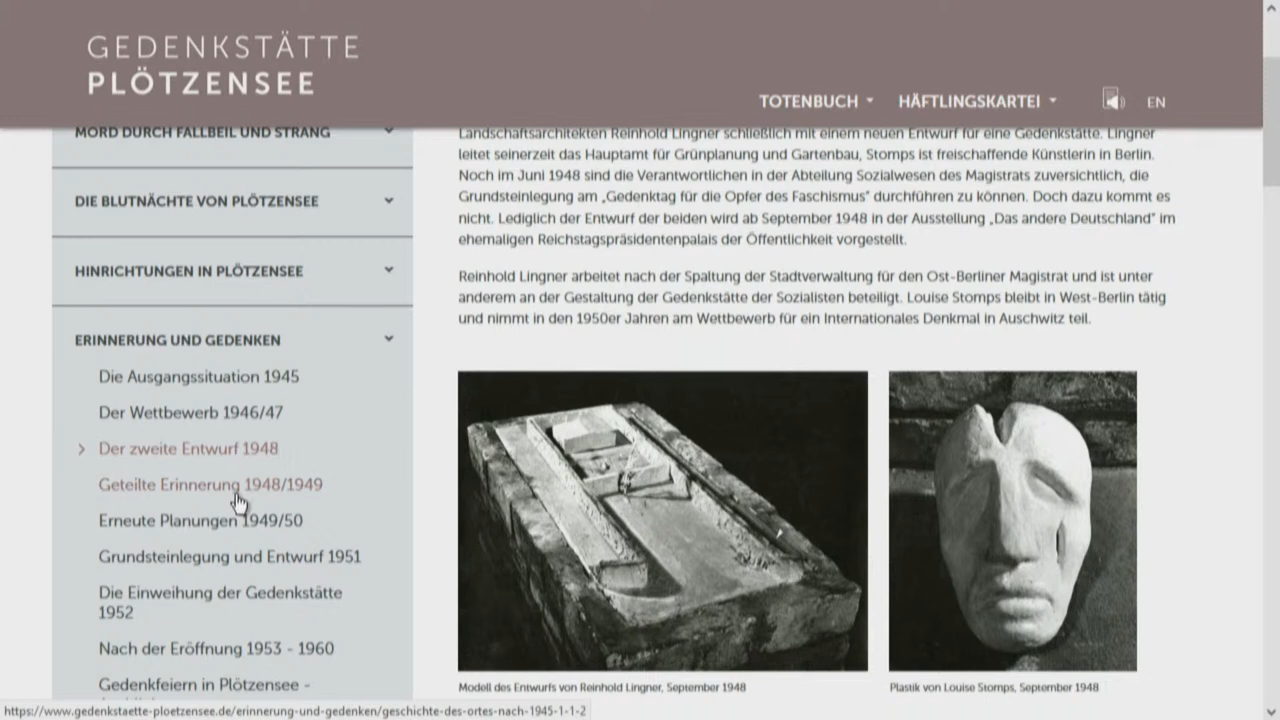 GEDENKSTÄTTE
PLÖTZENSEE
TOTENBUCH
HÄFTLINGSKARTEI
EN
MORD DURCH FALLBEIL UND STRANG
DIE BLUTNÄCHTE VON PLÖTZENSEE
HINRICHTUNGEN IN PLÖTZENSEE
ERINNERUNG UND GEDENKEN
Die Ausgangssituation 1945
Der Wettbewerb 1946/47
Der zweite Entwurf 1948
Geteilte Erinnerung 1948/1949
Erneute Planungen 1949/50
Grundsteinlegung und Entwurf 1951
Die Einweihung der Gedenkstätte
1952
Nach der Eröffnung 1953 - 1960
Gedenkfeiern in Plötzensee -
Landschaftsarchitekten Reinhold Lingner schließlich mit einem neuen Entwurf für eine Gedenkstätte. Lingner
leitet seinerzeit das Hauptamt für Grünplanung und Gartenbau, Stomps ist freischaffende Künstlerin in Berlin.
Noch im Juni 1948 sind die Verantwortlichen in der Abteilung Sozialwesen des Magistrats zuversichtlich, die
Grundsteinlegung am „Gedenktag für die Opfer des Faschismus“ durchführen zu können. Doch dazu kommt es
nicht. Lediglich der Entwurf der beiden wird ab September 1948 in der Ausstellung „Das andere Deutschland“ im
ehemaligen Reichstagspräsidentenpalais der Öffentlichkeit vorgestellt.
Reinhold Lingner arbeitet nach der Spaltung der Stadtverwaltung für den Ost-Berliner Magistrat und ist unter
anderem an der Gestaltung der Gedenkstätte der Sozialisten beteiligt. Louise Stomps bleibt in West-Berlin tätig
und nimmt in den 1950er Jahren am Wettbewerb für ein Internationales Denkmal in Auschwitz teil.
Modell des Entwurfs von Reinhold Lingner, September 1948
Plastik von Louise Stomps, September 1948
https://www.gedenkstaette-ploetzensee.de/erinnerung-und-gedenken/geschichte-des-ortes-nach-1945-1-1-2